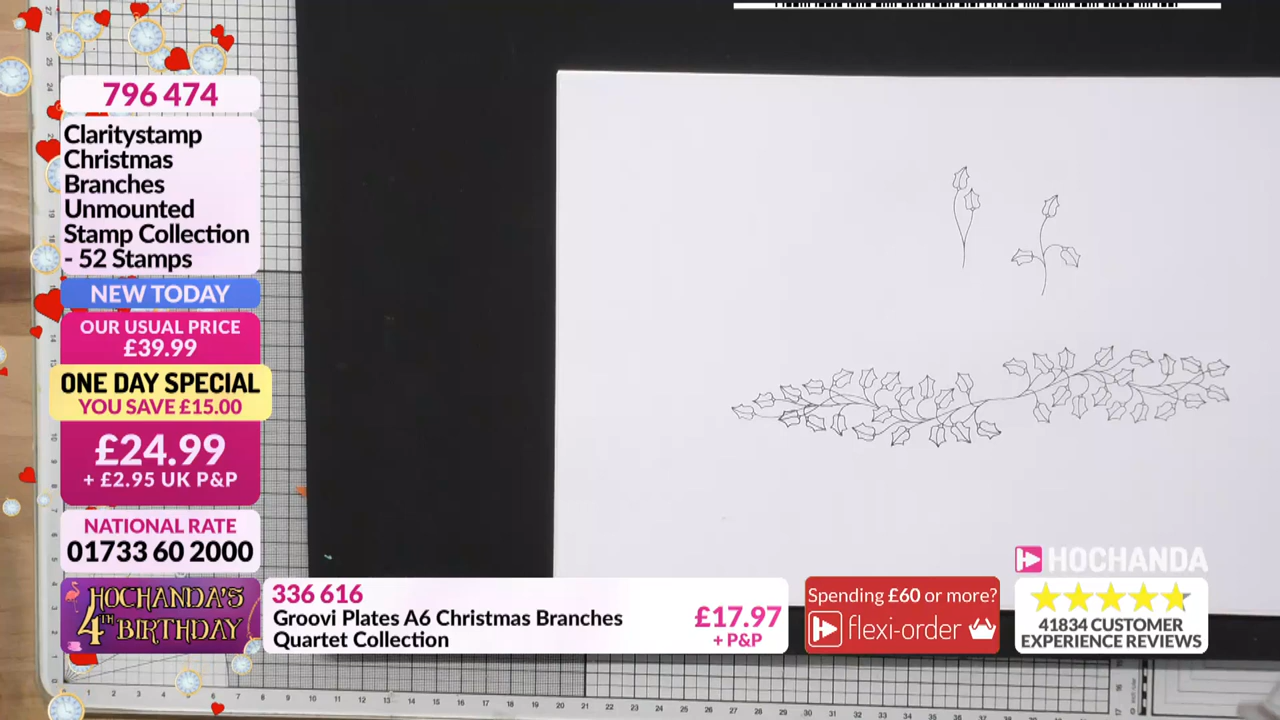 796 474
Claritystamp
Christmas
Branches
Unmounted
Stamp Collection
- 52 Stamps
NEW TODAY
OUR USUAL PRICE
£39.99
ONE DAY SPECIAL
YOU SAVE £15.00
£24.99
+ £2.95 UK P&P
NATIONAL RATE
01733 60 2000
HOCHANDA'S
4TH BIRTHDAY
336 616
Groovi Plates A6 Christmas Branches
Quartet Collection
£17.97
+ P&P
Spending £60 or more?
flexi-order
HOCHANDA
41834 CUSTOMER
EXPERIENCE REVIEWS